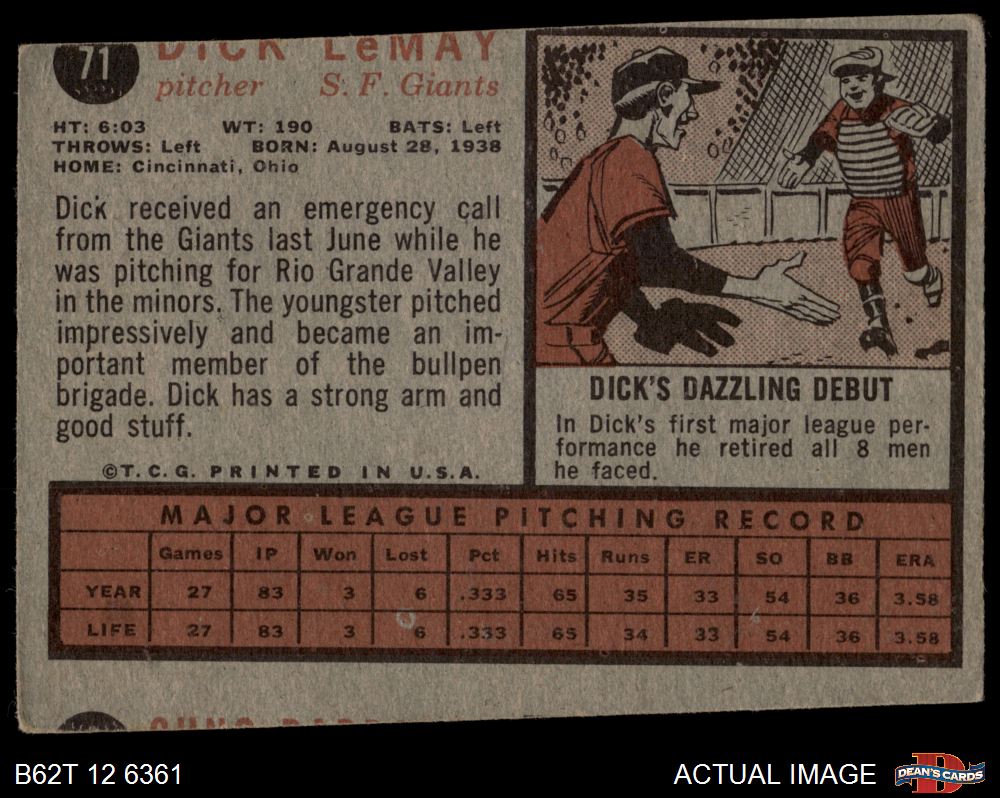 71
DICK LeMAY
pitcher S. F. Giants
HT: 6:03 WT: 190 BATS: Left
THROWS: Left BORN: August 28, 1938
HOME: Cincinnati, Ohio
Dick received an emergency call
from the Giants last June while he
was pitching for Rio Grande Valley
in the minors. The youngster pitched
impressively and became an im-
portant member of the bullpen
brigade. Dick has a strong arm and
good stuff.
©T.C.G. PRINTED IN U.S.A.
DICK'S DAZZLING DEBUT
In Dick's first major league per-
formance he retired all 8 men
he faced.
MAJOR LEAGUE PITCHING RECORD
Games IP Won Lost Pct Hits Runs ER SO BB ERA
YEAR 27 83 3 6 .333 65 35 33 54 36 3.58
LIFE 27 83 3 6 .333 65 34 33 54 36 3.58
B62T 12 6361
ACTUAL IMAGE
DEAN'S CARDS